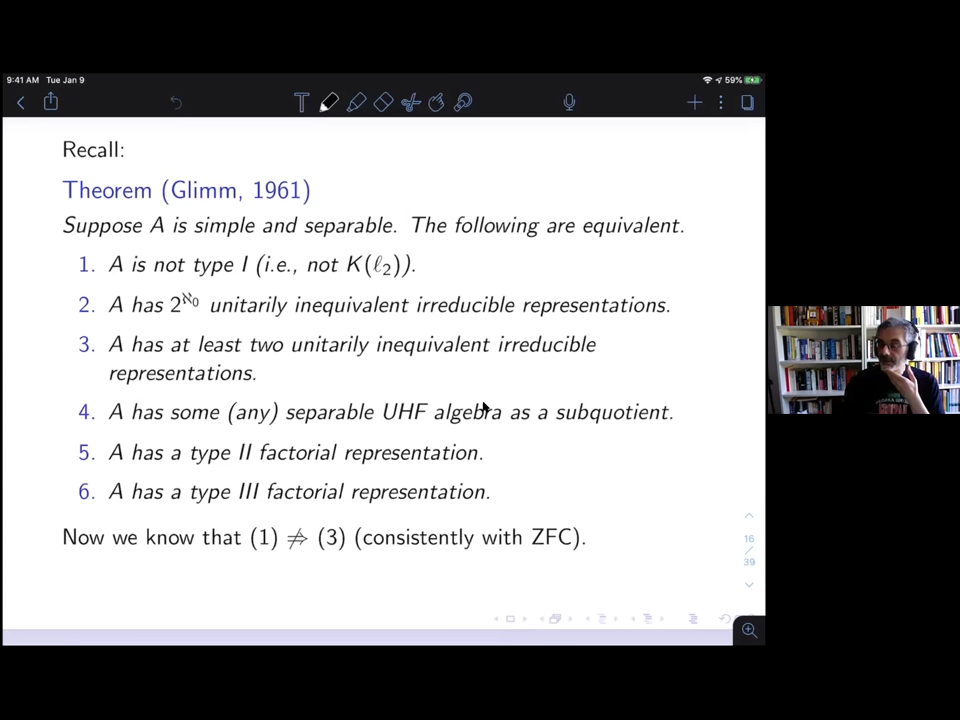 9:41 AM Tue Jan 9
59%
Recall:
Theorem (Glimm, 1961)
Suppose A is simple and separable. The following are equivalent.
1. A is not type I (i.e., not K(ℓ₂)).
2. A has 2^ℵ₀ unitarily inequivalent irreducible representations.
3. A has at least two unitarily inequivalent irreducible
representations.
4. A has some (any) separable UHF algebra as a subquotient.
5. A has a type II factorial representation.
6. A has a type III factorial representation.
Now we know that (1) ⇏ (3) (consistently with ZFC).
16
/
39